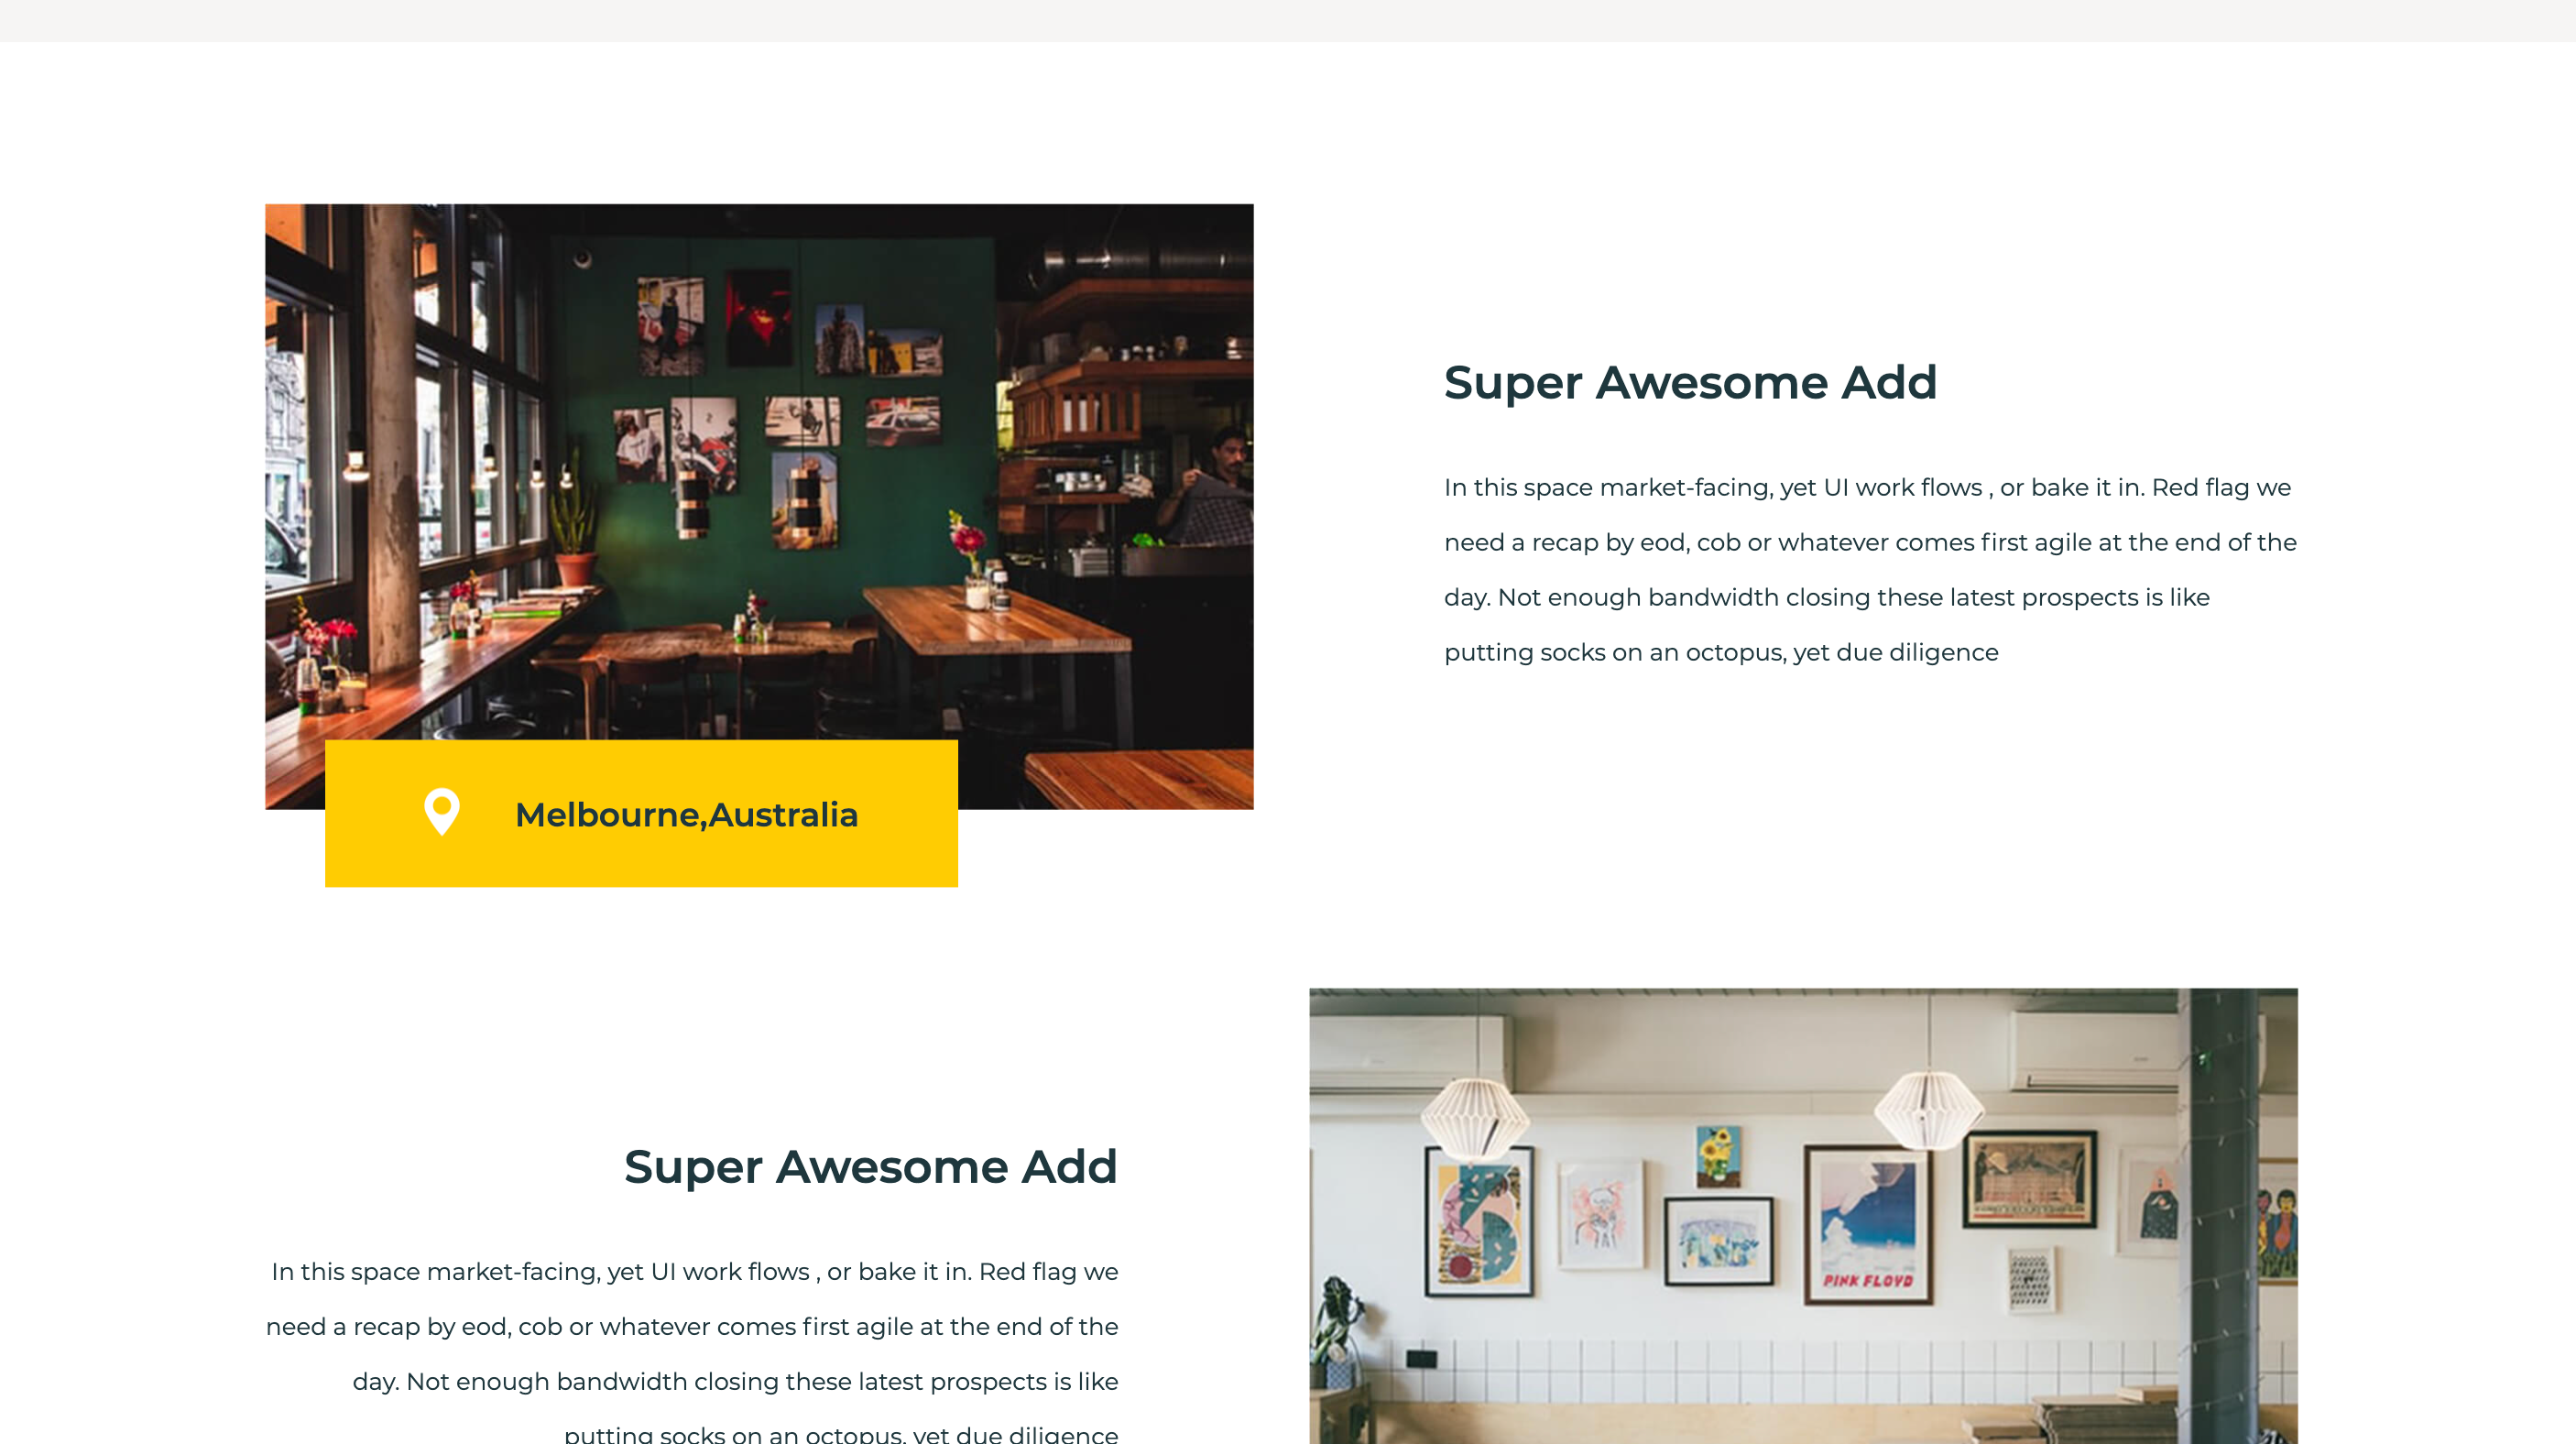 Super Awesome Add
In this space market-facing, yet UI work flows , or bake it in. Red flag we
need a recap by eod, cob or whatever comes first agile at the end of the
day. Not enough bandwidth closing these latest prospects is like
putting socks on an octopus, yet due diligence
Melbourne,Australia
Super Awesome Add
In this space market-facing, yet UI work flows , or bake it in. Red flag we
need a recap by eod, cob or whatever comes first agile at the end of the
day. Not enough bandwidth closing these latest prospects is like
putting socks on an octopus, yet due diligence
PINK FLOYD